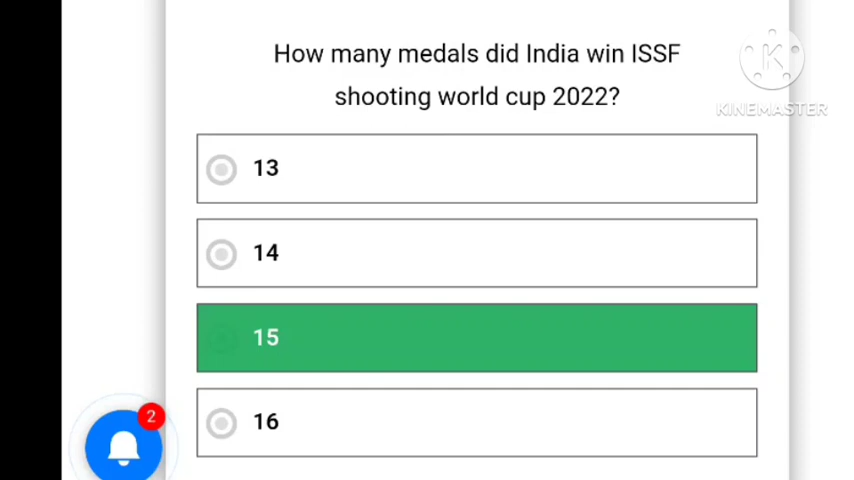 How many medals did India win ISSF
shooting world cup 2022?
KINEMASTER
13
14
15
16
2